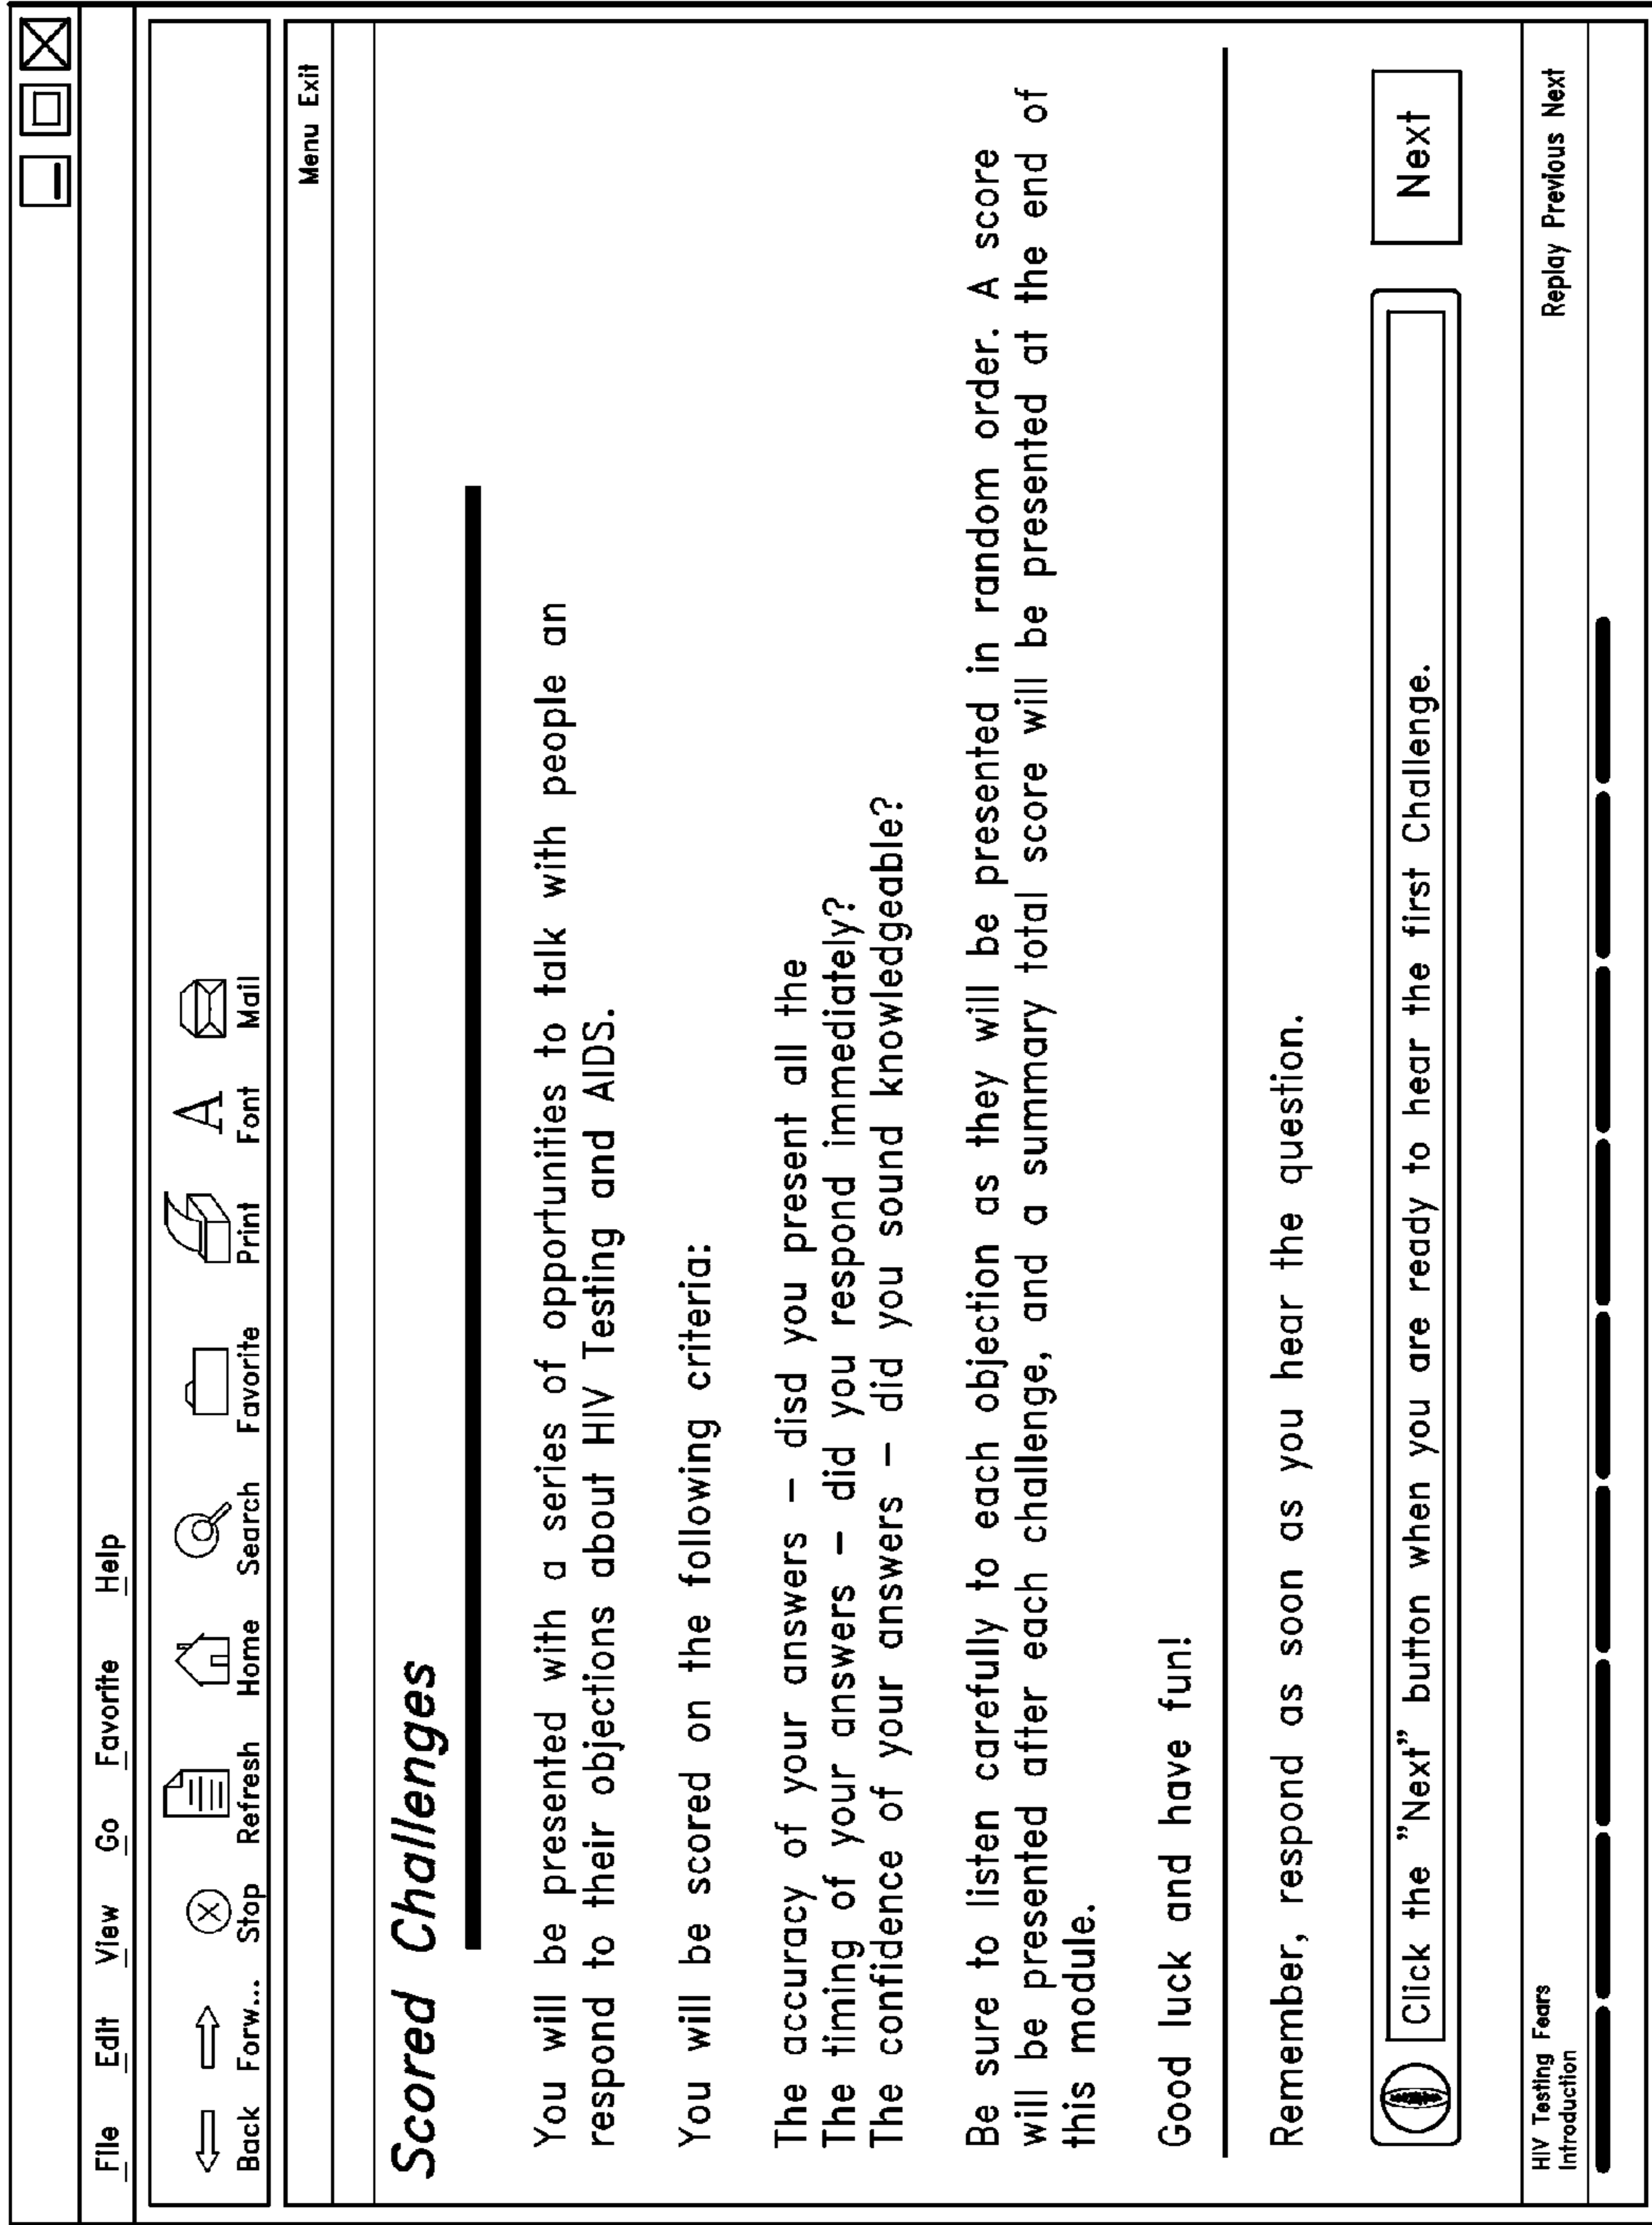 File Edit View Go Favorite Help
Back Forw... Stop Refresh Home Search Favorite Print Font Mail
Menu Exit
Scored Challenges
You will be presented with a series of opportunities to talk with people an
respond to their objections about HIV Testing and AIDS.
You will be scored on the following criteria:
The accuracy of your answers – disd you present all the
The timing of your answers – did you respond immediately?
The confidence of your answers – did you sound knowledgeable?
Be sure to listen carefully to each objection as they will be presented in random order. A score
will be presented after each challenge, and a summary total score will be presented at the end of
this module.
Good luck and have fun!
Remember, respond as soon as you hear the question.
Click the ”Next” button when you are ready to hear the first Challenge.
Next
HIV Testing Fears
Introduction
Replay Previous Next